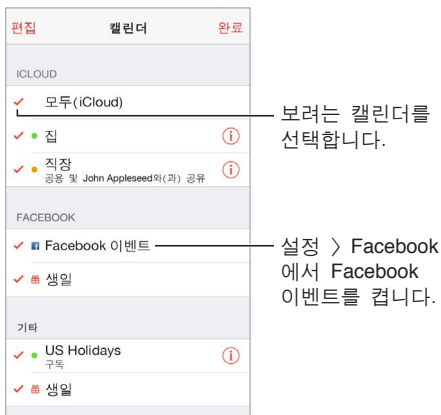 편집 캘린더 완료
ICLOUD
모두(iCloud)
집
직장
공용 및 John Appleseed와(과) 공유
FACEBOOK
Facebook 이벤트
생일
기타
US Holidays
구독
생일
보려는 캘린더를
선택합니다.
설정 〉Facebook
에서 Facebook
이벤트를 켭니다.